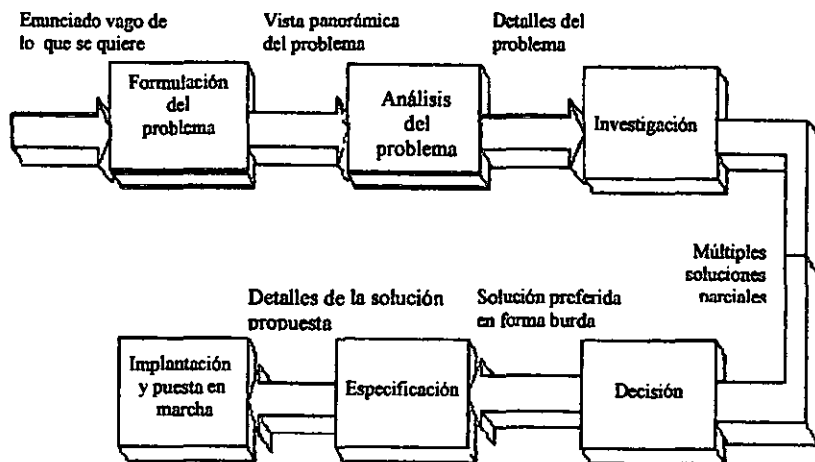 Enunciado vago de
lo que se quiere
Vista panorámica
del problema
Detalles del
problema
Formulación
del
problema
Análisis
del
problema
Investigación
Múltiples
soluciones
parciales
Detalles de la solución
propuesta
Solución preferida
en forma burda
Implantación
y puesta en
marcha
Especificación
Decisión